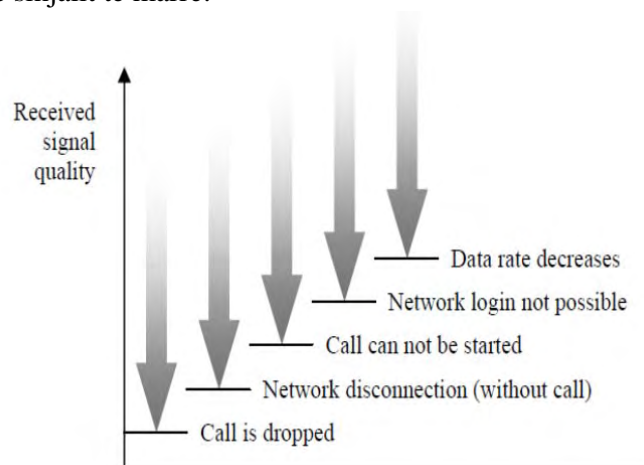 Received
signal
quality
Data rate decreases
Network login not possible
Call can not be started
Network disconnection (without call)
Call is dropped